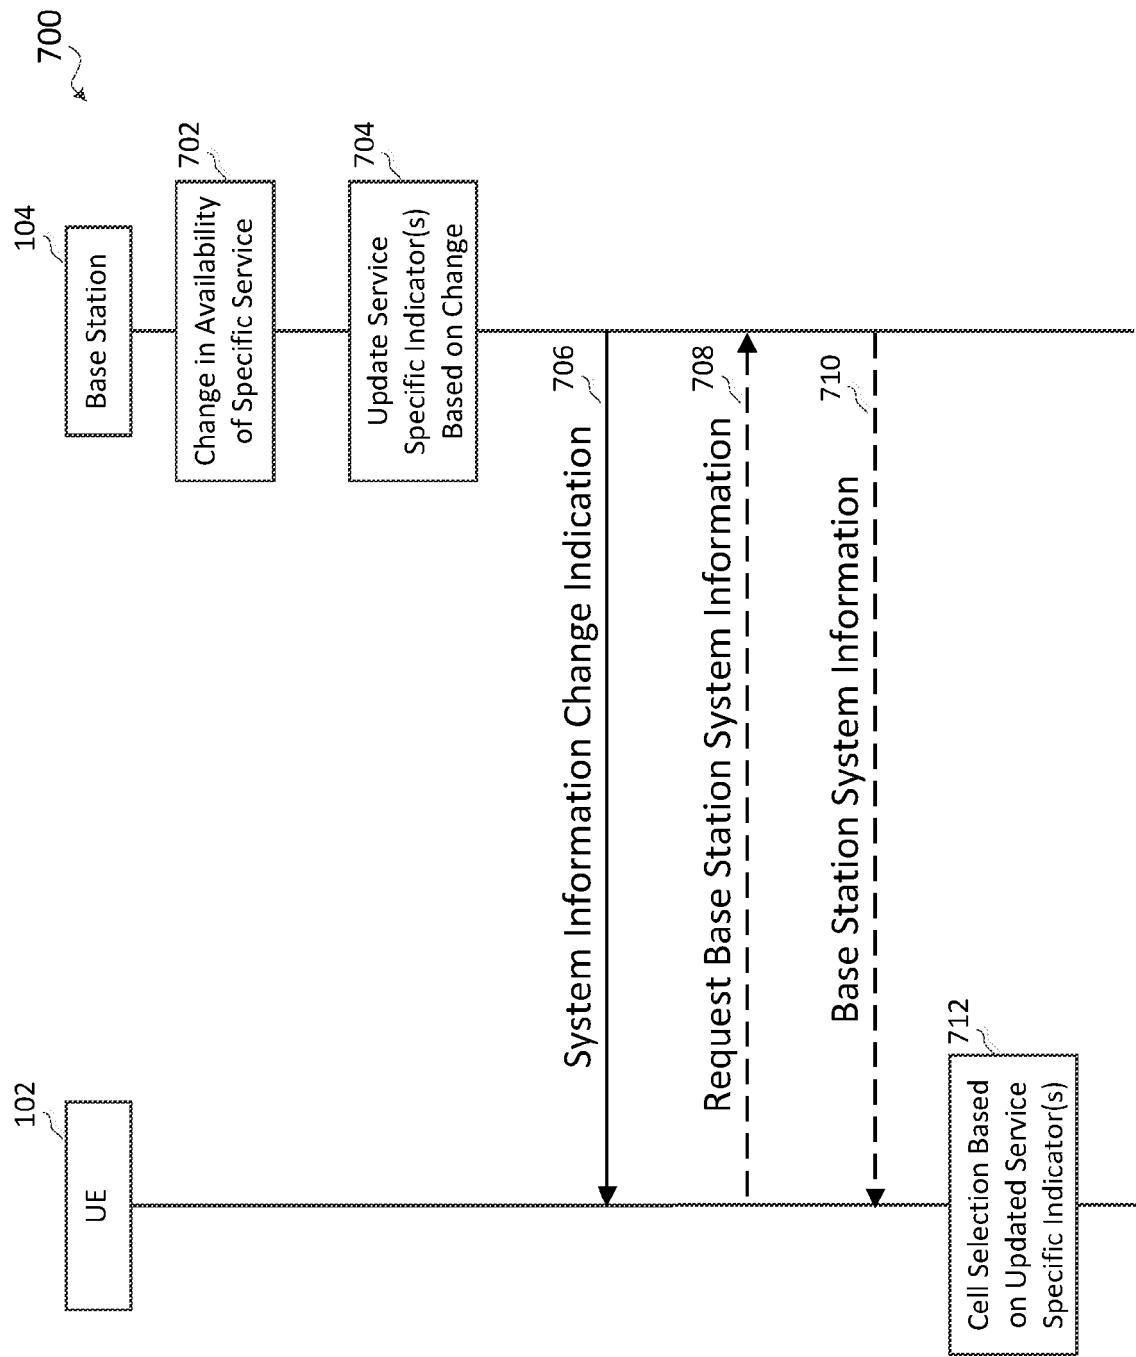 700
102
UE
104
Base Station
702
Change in Availability
of Specific Service
704
Update Service
Specific Indicator(s)
Based on Change
System Information Change Indication
706
Request Base Station System Information
708
Base Station System Information
710
712
Cell Selection Based
on Updated Service
Specific Indicator(s)